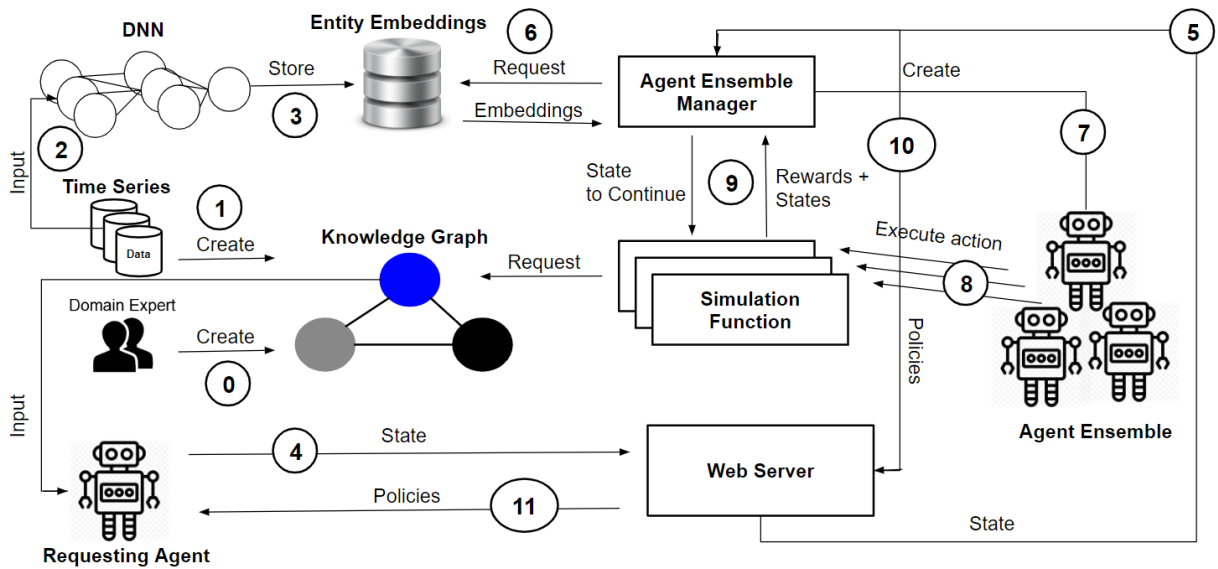 DNN
Entity Embeddings
6
5
Store
Request
Agent Ensemble
Manager
Create
3
Embeddings
2
10
7
Input
Time Series
1
State
to Continue
9
Rewards +
States
Data
Create
Knowledge Graph
Execute action
Request
8
Domain Expert
Simulation
Function
Create
0
Policies
Input
State
4
Agent Ensemble
Web Server
Policies
11
State
Requesting Agent